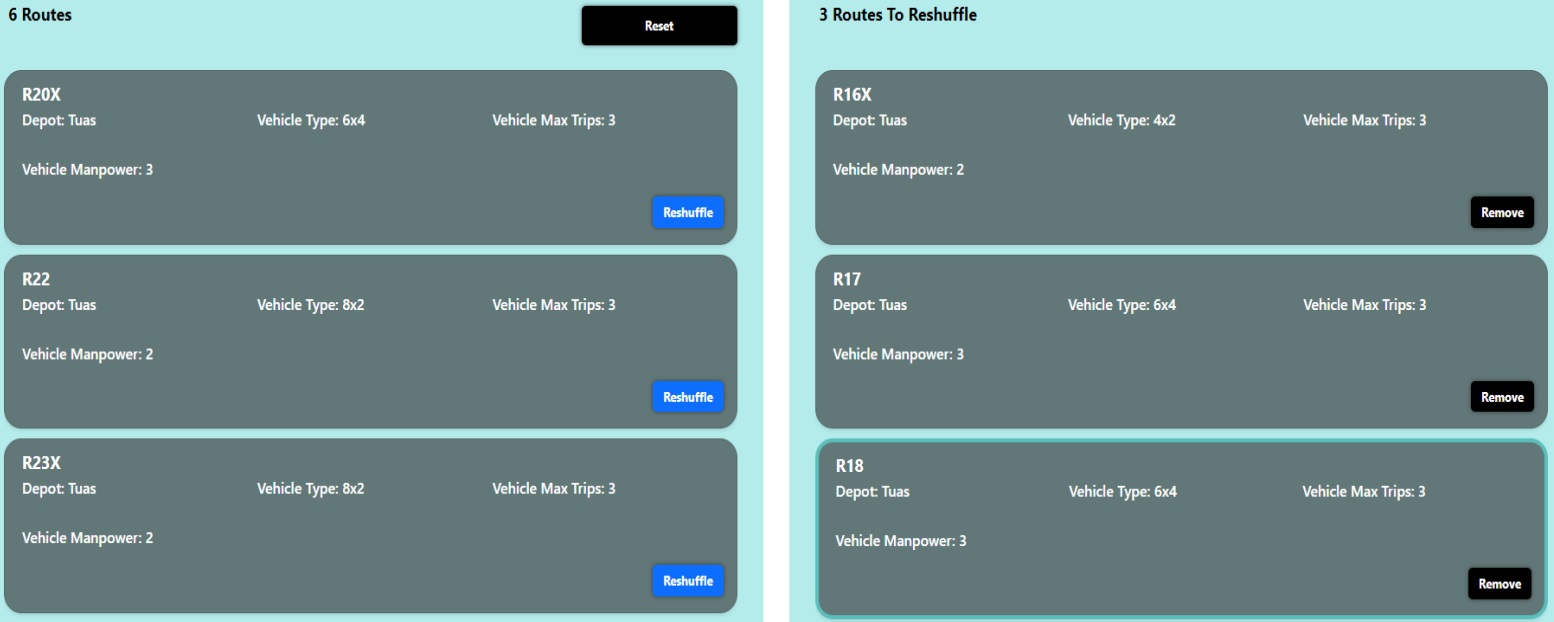 6 Routes
Reset
R20X
Depot: Tuas
Vehicle Type: 6x4
Vehicle Max Trips: 3
Vehicle Manpower: 3
Reshuffle
R22
Depot: Tuas
Vehicle Type: 8x2
Vehicle Max Trips: 3
Vehicle Manpower: 2
Reshuffle
R23X
Depot: Tuas
Vehicle Type: 8x2
Vehicle Max Trips: 3
Vehicle Manpower: 2
Reshuffle
3 Routes To Reshuffle
R16X
Depot: Tuas
Vehicle Type: 4x2
Vehicle Max Trips: 3
Vehicle Manpower: 2
Remove
R17
Depot: Tuas
Vehicle Type: 6x4
Vehicle Max Trips: 3
Vehicle Manpower: 3
Remove
R18
Depot: Tuas
Vehicle Type: 6x4
Vehicle Max Trips: 3
Vehicle Manpower: 3
Remove